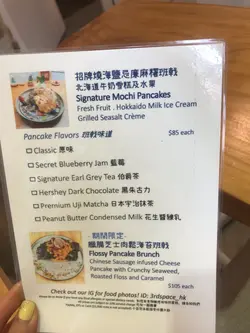 招牌燒海鹽忌廉麻糬班戟
北海道牛奶雪糕及水果
Signature Mochi Pancakes
Fresh Fruit . Hokkaido Milk Ice Cream
Grilled Seasalt Crème
Pancake Flavors 班戟味道 $85 each
Classic 原味
Secret Blueberry Jam 藍莓
Signature Earl Grey Tea 伯爵茶
Hershey Dark Chocolate 黑朱古力
Premium Uji Matcha 日本宇治抹茶
Peanut Butter Condensed Milk 花生醬煉乳
期間限定
臘腸芝士肉鬆海苔班戟
Flossy Pancake Brunch
Chinese Sausage infused Cheese
Pancake with Crunchy Seaweed,
Roasted Floss and Caramel
$105 each
Find out more about us! Search IG for food photos! ID: 3rdspace_hk